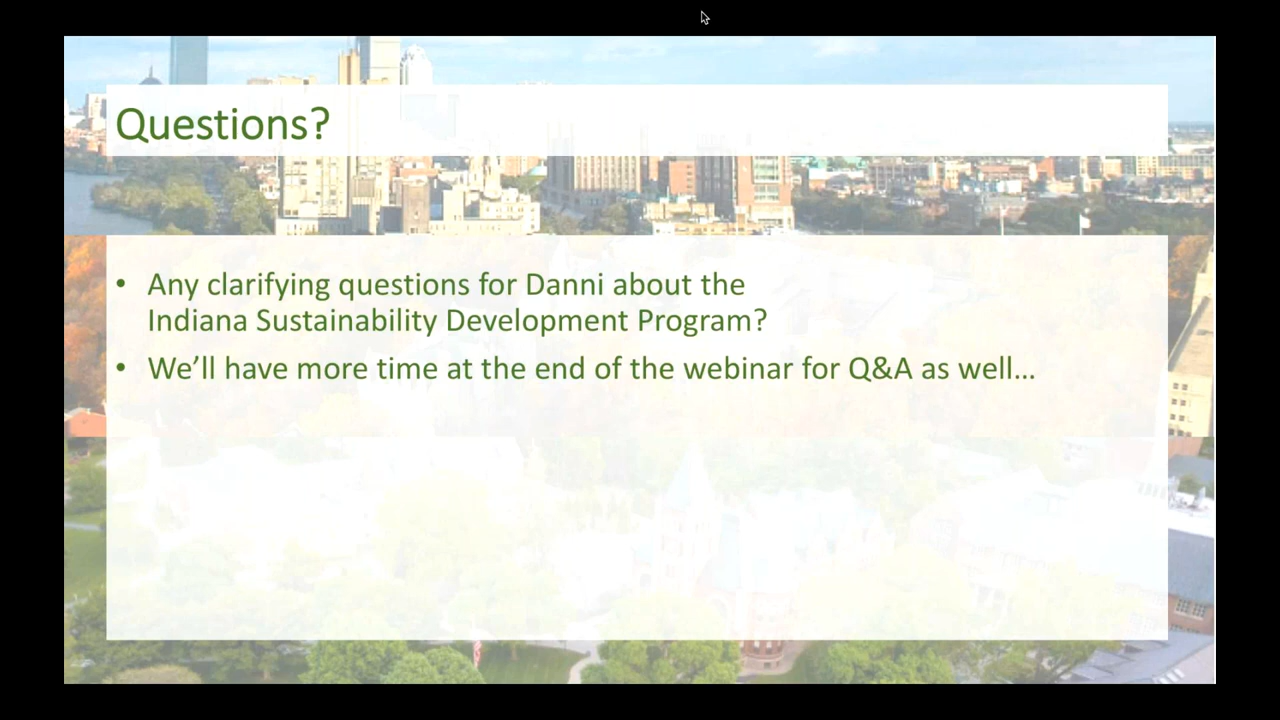 Questions?
• Any clarifying questions for Danni about the
Indiana Sustainability Development Program?
• We’ll have more time at the end of the webinar for Q&A as well…